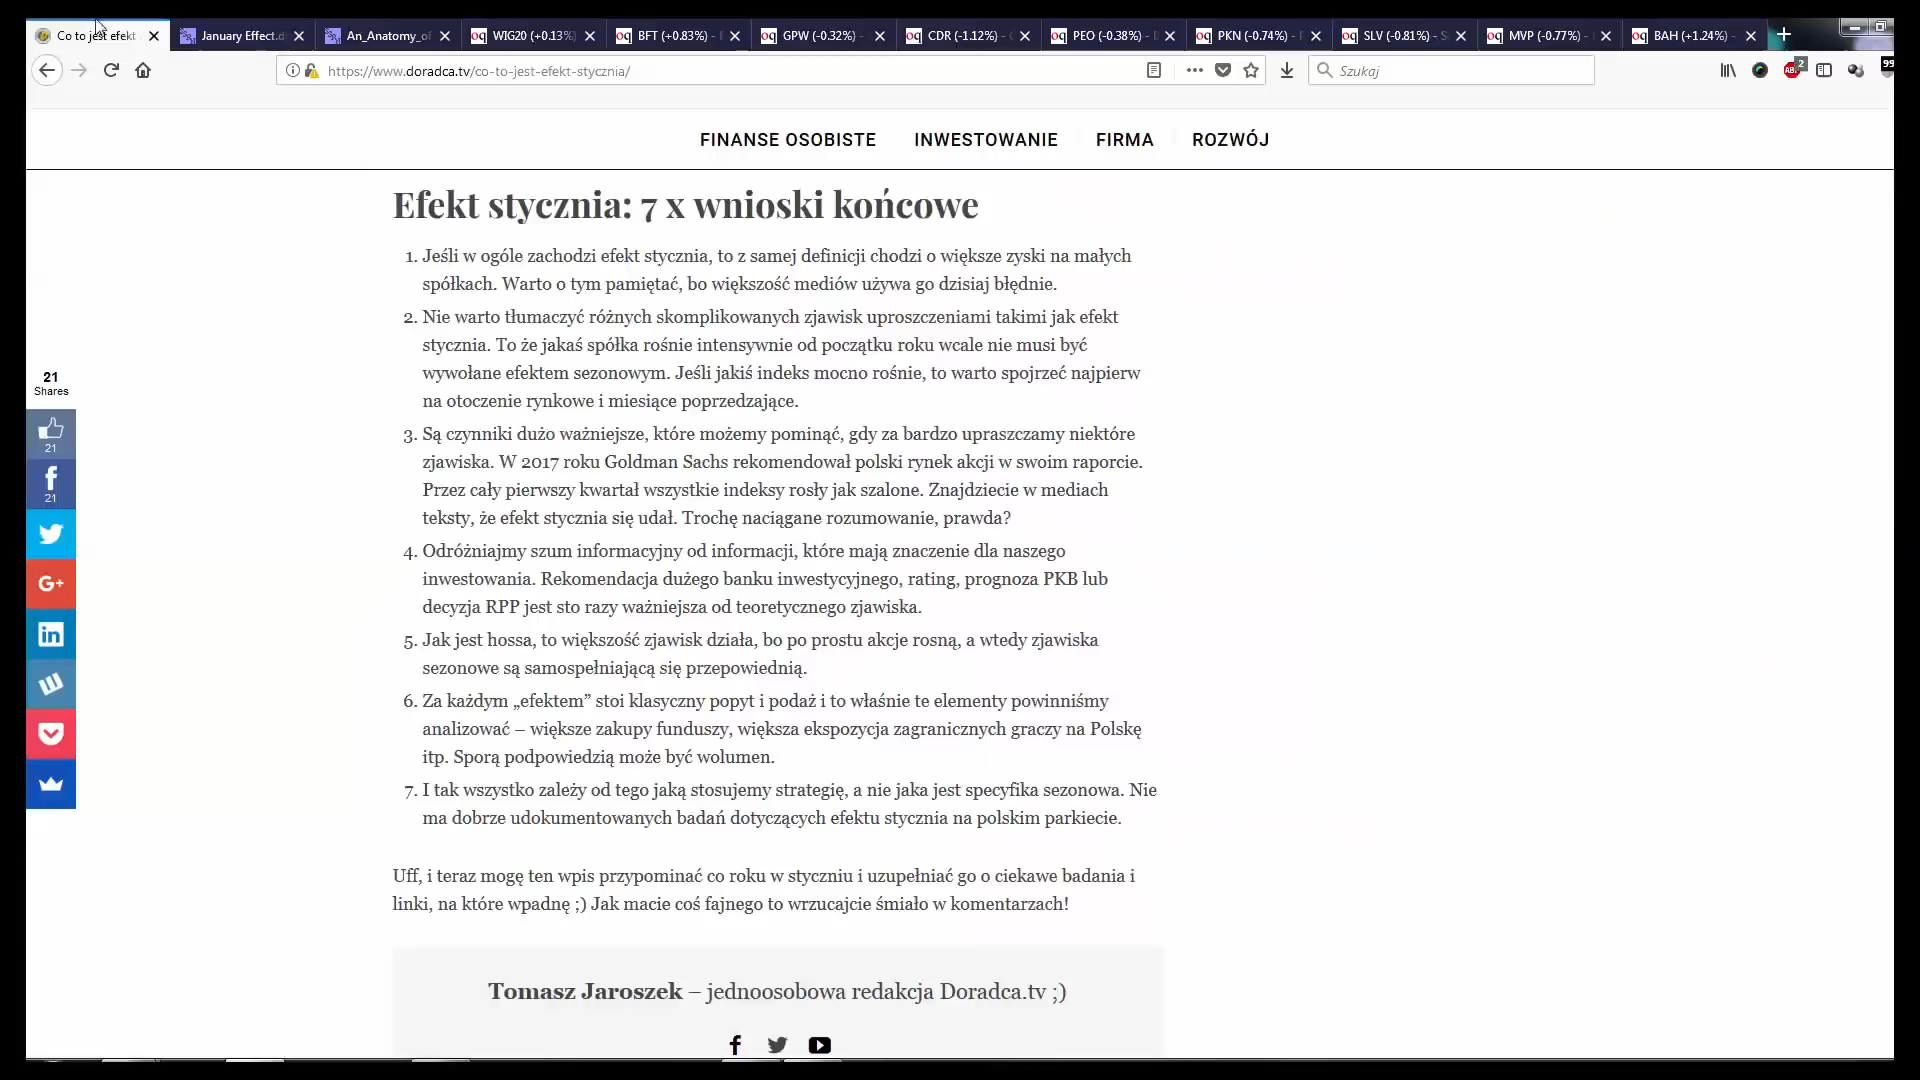 Co to jest efekt
January Effect.d
An_Anatomy_of
WIG20 (+0.13%)
BFT (+0.83%) -
GPW (-0.32%) -
CDR (-1.12%) -
PEO (-0.38%) -
PKN (-0.74%) -
SLV (-0.81%) -
MVP (-0.77%) -
BAH (+1.24%) -
https://www.doradca.tv/co-to-jest-efekt-stycznia/
Szukaj
2
99
FINANSE OSOBISTE
INWESTOWANIE
FIRMA
ROZWÓJ
Efekt stycznia: 7 x wnioski końcowe
1. Jeśli w ogóle zachodzi efekt stycznia, to z samej definicji chodzi o większe zyski na małych
spółkach. Warto o tym pamiętać, bo większość mediów używa go dzisiaj błędnie.
2. Nie warto tłumaczyć różnych skomplikowanych zjawisk uproszczeniami takimi jak efekt
stycznia. To że jakaś spółka rośnie intensywnie od początku roku wcale nie musi być
wywołane efektem sezonowym. Jeśli jakiś indeks mocno rośnie, to warto spojrzeć najpierw
na otoczenie rynkowe i miesiące poprzedzające.
3. Są czynniki dużo ważniejsze, które możemy pominąć, gdy za bardzo upraszczamy niektóre
zjawiska. W 2017 roku Goldman Sachs rekomendował polski rynek akcji w swoim raporcie.
Przez cały pierwszy kwartał wszystkie indeksy rosły jak szalone. Znajdziecie w mediach
teksty, że efekt stycznia się udał. Trochę naciągane rozumowanie, prawda?
4. Odróżniajmy szum informacyjny od informacji, które mają znaczenie dla naszego
inwestowania. Rekomendacja dużego banku inwestycyjnego, rating, prognoza PKB lub
decyzja RPP jest sto razy ważniejsza od teoretycznego zjawiska.
5. Jak jest hossa, to większość zjawisk działa, bo po prostu akcje rosną, a wtedy zjawiska
sezonowe są samospełniającą się przepowiednią.
6. Za każdym „efektem” stoi klasyczny popyt i podaż i to właśnie te elementy powinniśmy
analizować – większe zakupy funduszy, większa ekspozycja zagranicznych graczy na Polskę
itp. Sporą podpowiedzią może być wolumen.
7. I tak wszystko zależy od tego jaką stosujemy strategię, a nie jaka jest specyfika sezonowa. Nie
ma dobrze udokumentowanych badań dotyczących efektu stycznia na polskim parkiecie.
Uff, i teraz mogę ten wpis przypominać co roku w styczniu i uzupełniać go o ciekawe badania i
linki, na które wpadnę ;) Jak macie coś fajnego to wrzucajcie śmiało w komentarzach!
21
Shares
21
21
G+
in
Tomasz Jaroszek – jednoosobowa redakcja Doradca.tv ;)